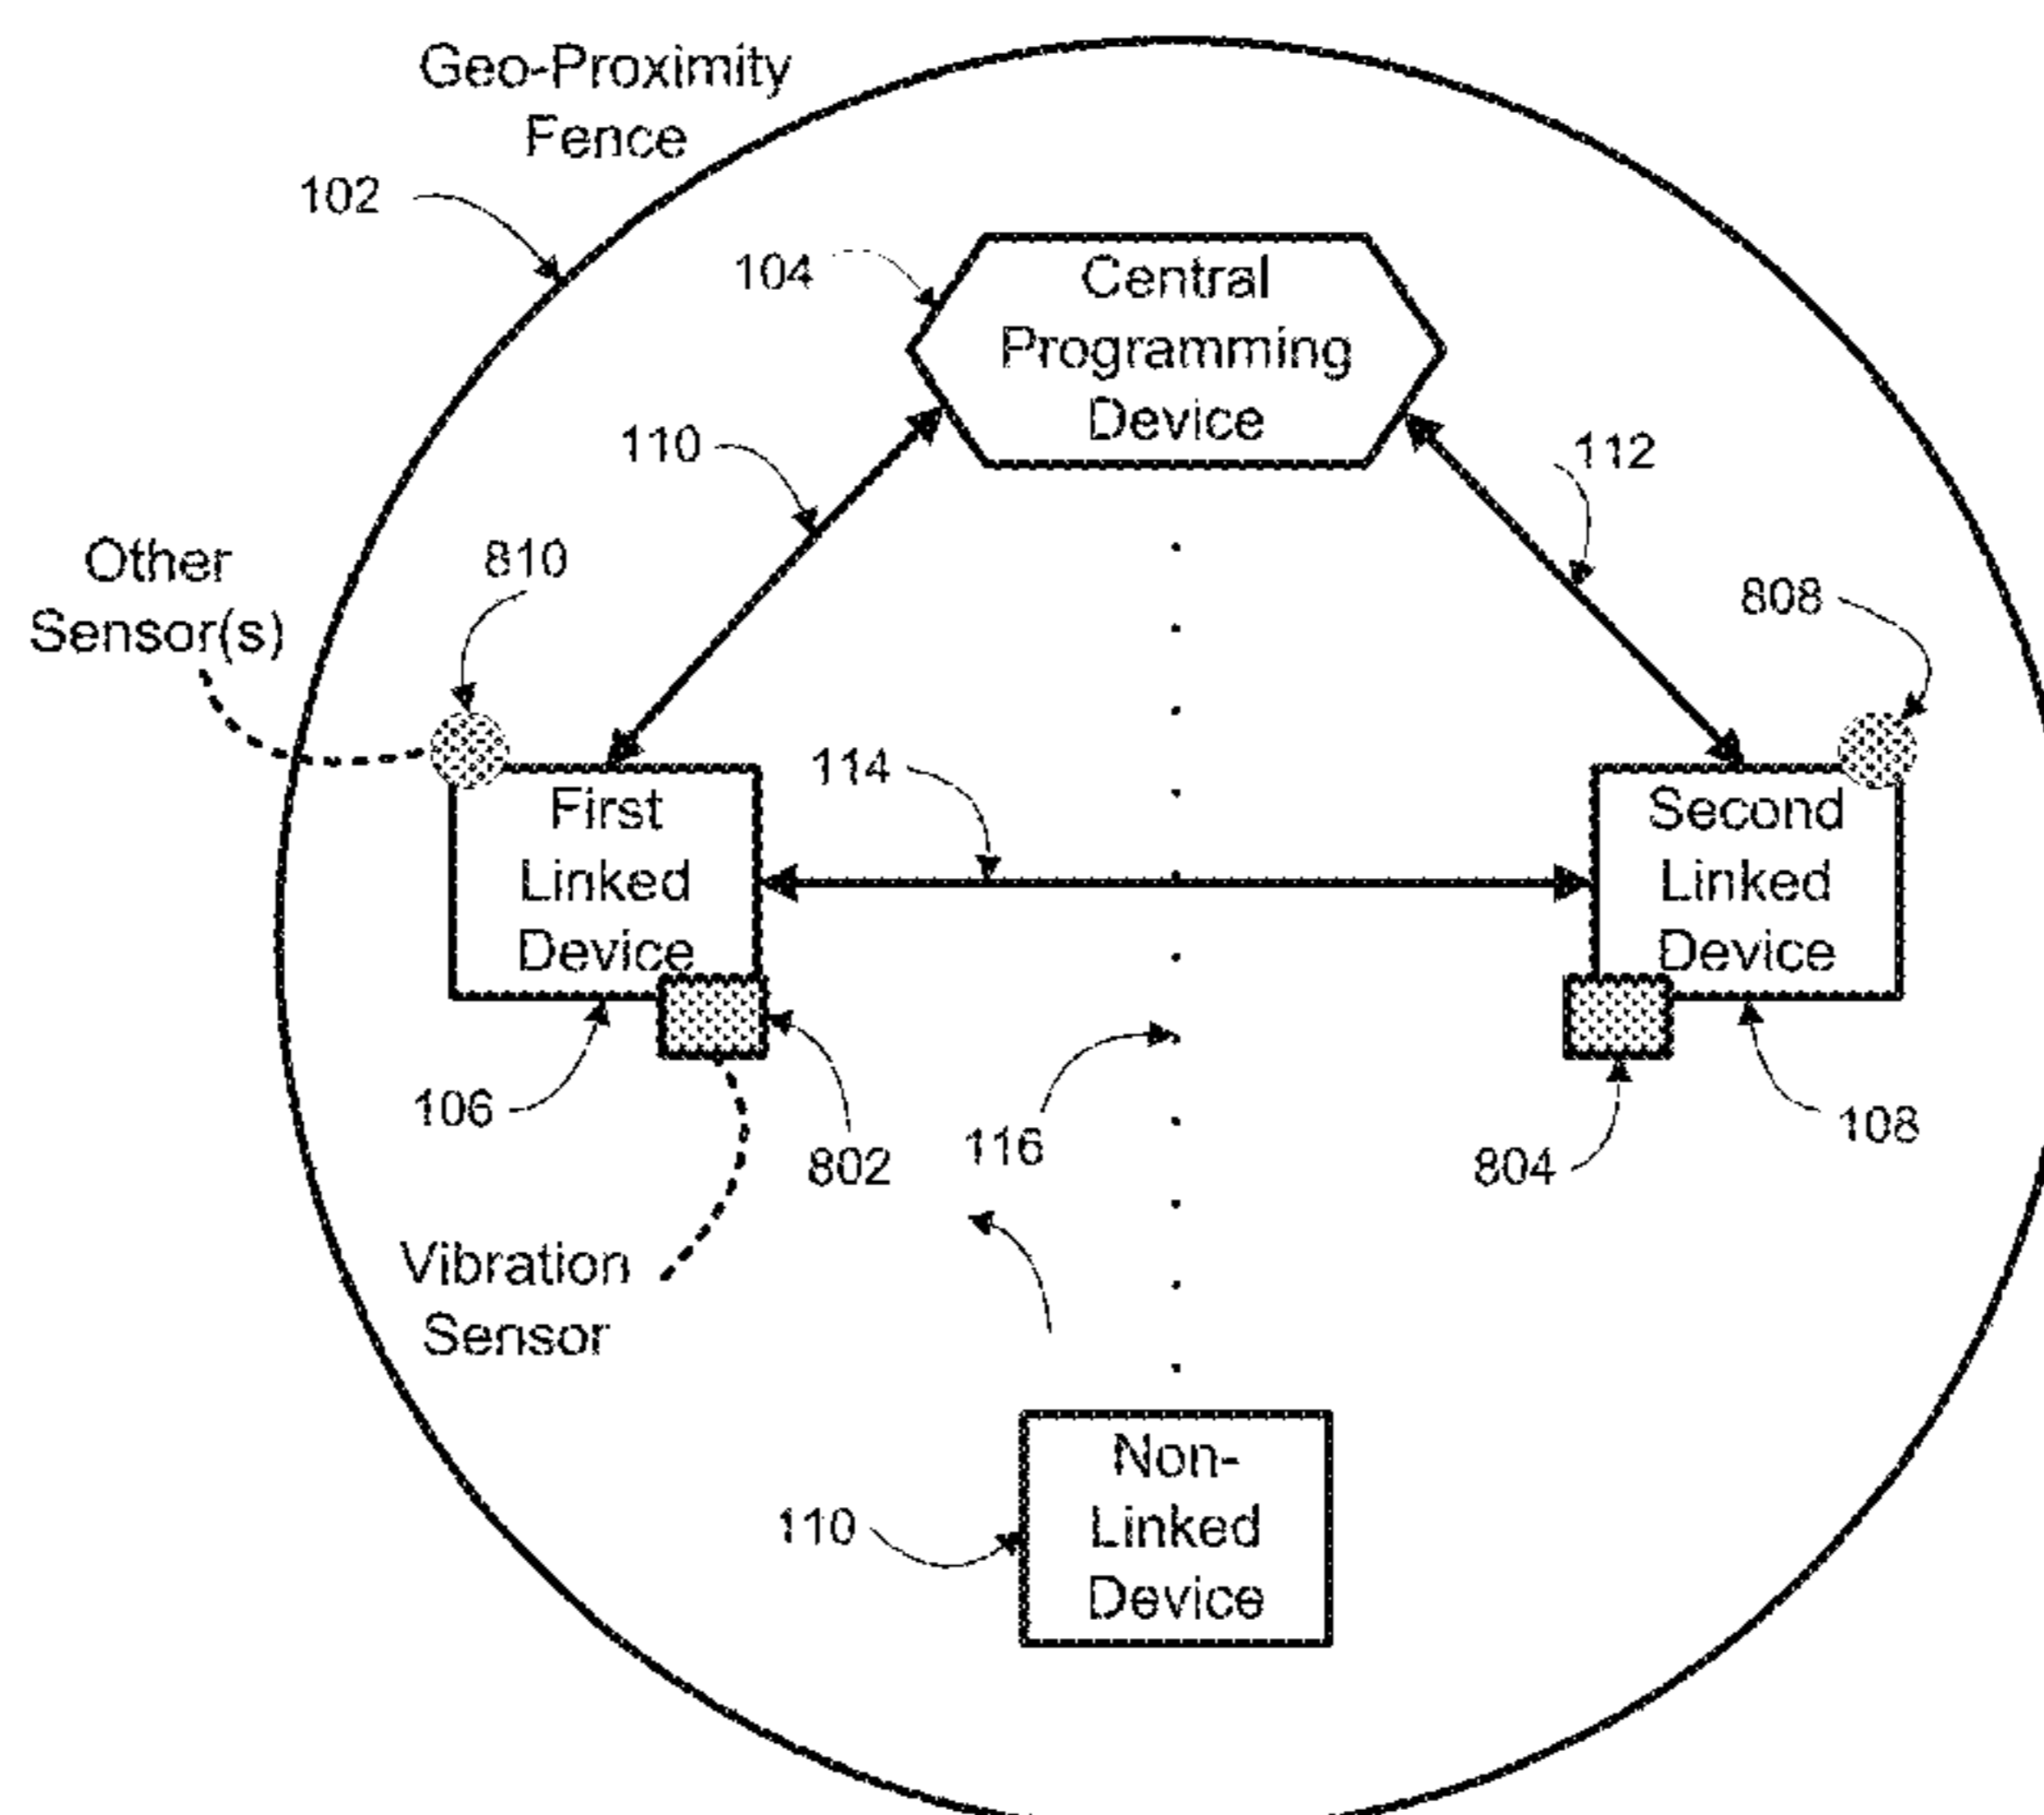 Geo-Proximity
Fence
102
104
Central
Programming
Device
110
112
Other
Sensor(s)
810
808
114
First
Linked
Device
Second
Linked
Device
106
802
116
804
108
Vibration
Sensor
110
Non-
Linked
Device